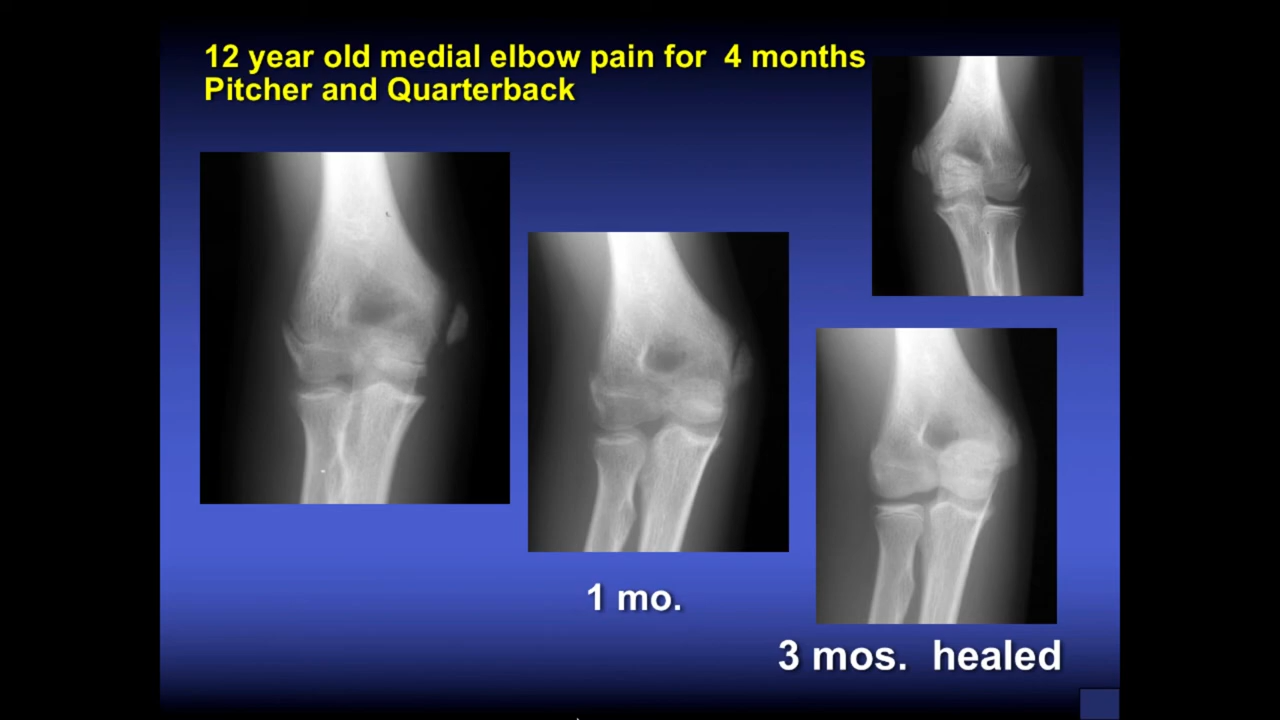 12 year old medial elbow pain for 4 months
Pitcher and Quarterback
1 mo.
3 mos. healed